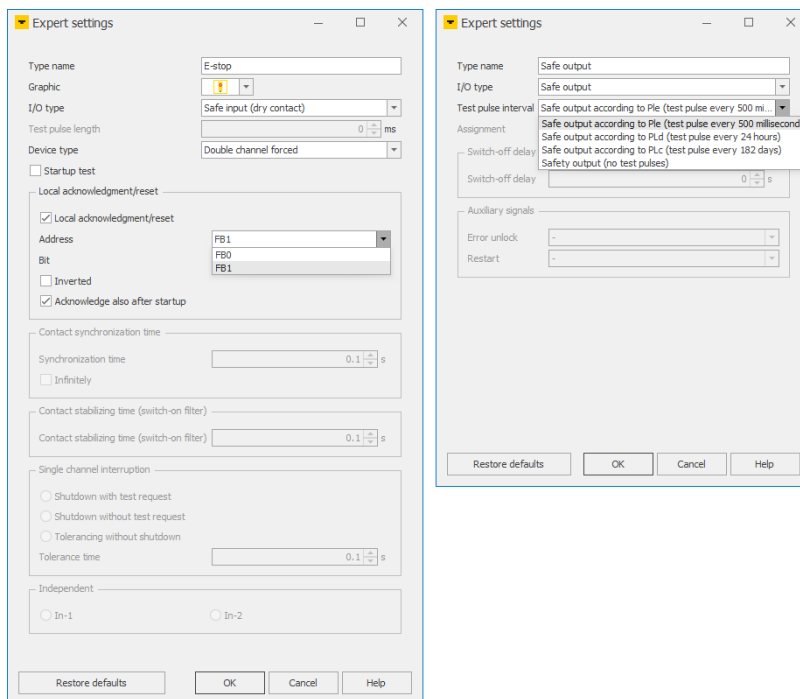 Expert settings
Type name E-stop
Graphic
I/O type Safe input (dry contact)
Test pulse length 0 ms
Device type Double channel forced
Startup test
Local acknowledgment/reset
Local acknowledgment/reset
Address FB1
FB0
Bit
FB1
Inverted
Acknowledge also after startup
Contact synchronization time
Synchronization time 0.1 s
Infinitely
Contact stabilizing time (switch-on filter)
Contact stabilizing time (switch-on filter) 0.1 s
Single channel interruption
Shutdown with test request
Shutdown without test request
Tolerancing without shutdown
Tolerance time 0.1 s
Independent
In-1 In-2
Restore defaults OK Cancel Help
Expert settings
Type name Safe output
I/O type Safe output
Test pulse interval Safe output according to Ple (test pulse every 500 mi...
Safe output according to Ple (test pulse every 500 millisecond
Assignment
Safe output according to PLd (test pulse every 24 hours)
Safe output according to PLc (test pulse every 182 days)
Switch-off delay
Safety output (no test pulses)
Switch-off delay 0 s
Auxiliary signals
Error unlock -
Restart -
Restore defaults OK Cancel Help